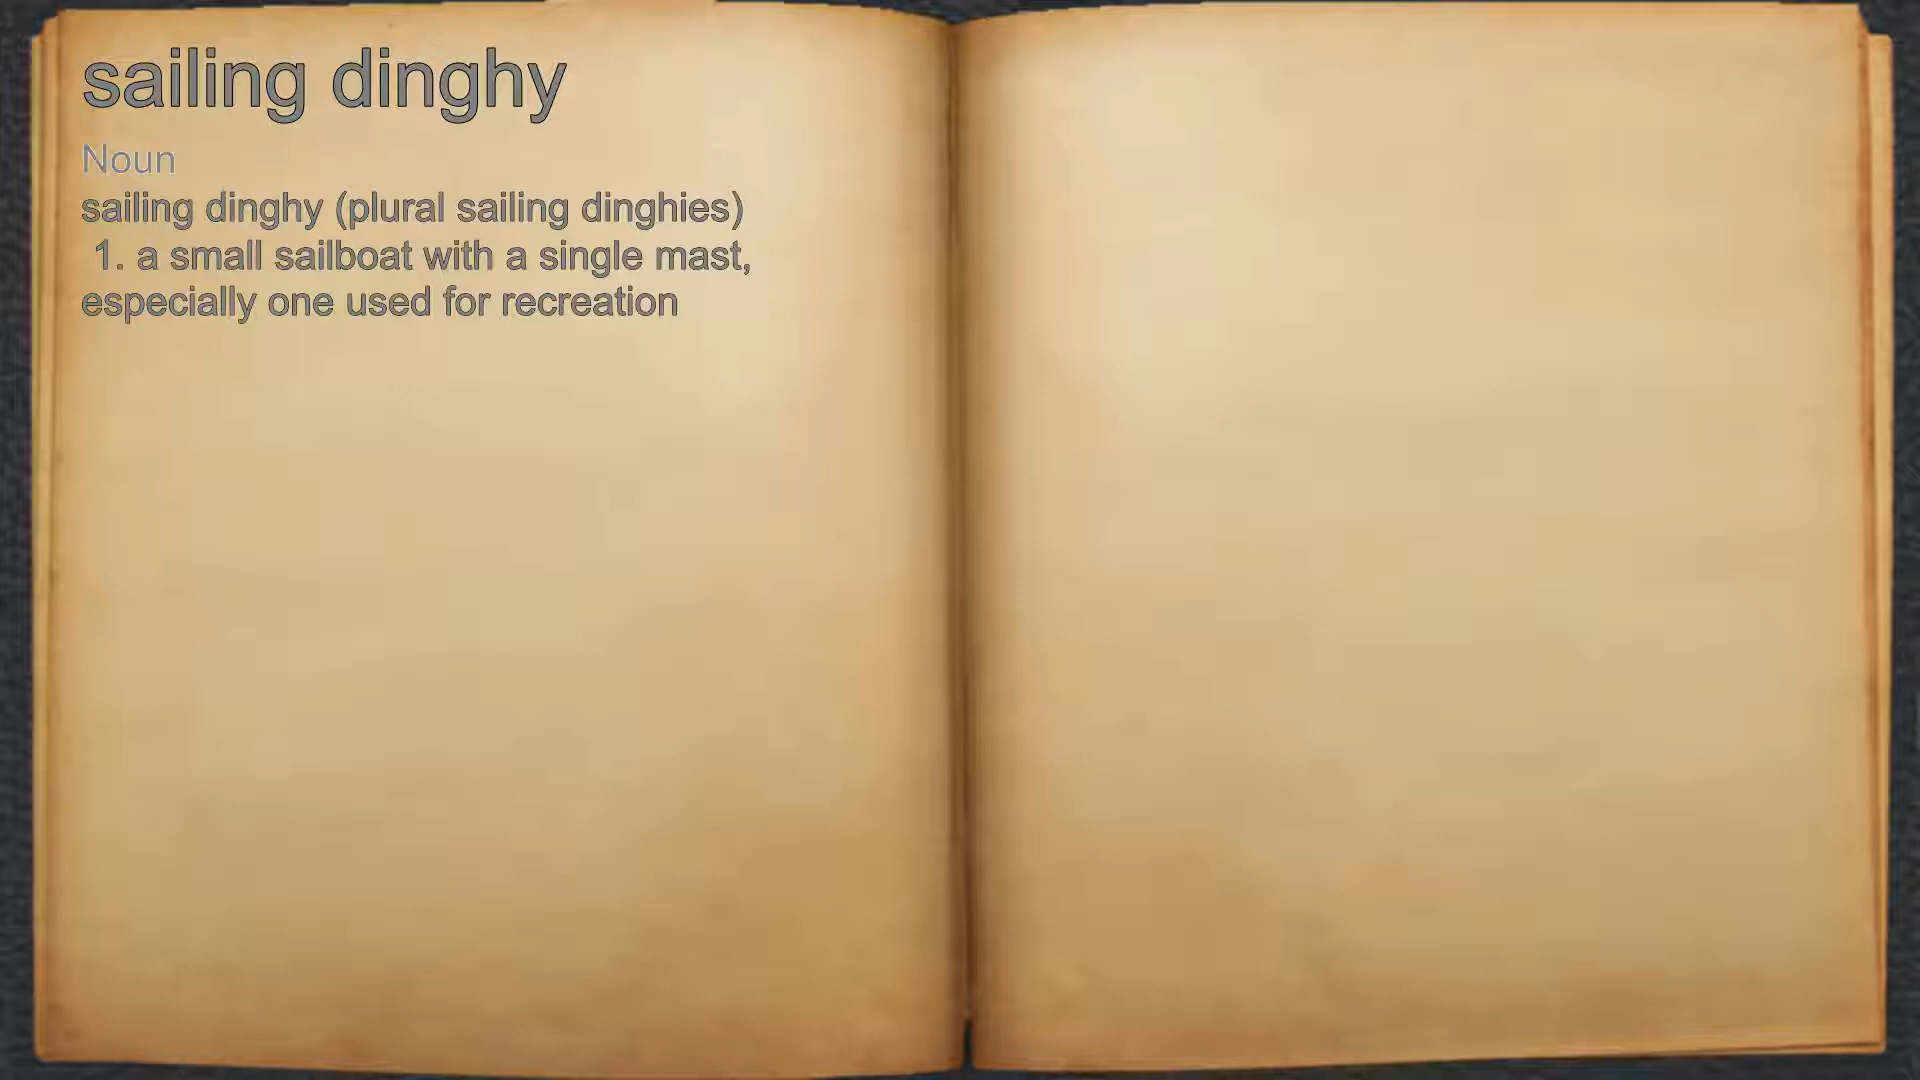 sailing dinghy
Noun
sailing dinghy (plural sailing dinghies)
1. a small sailboat with a single mast,
especially one used for recreation